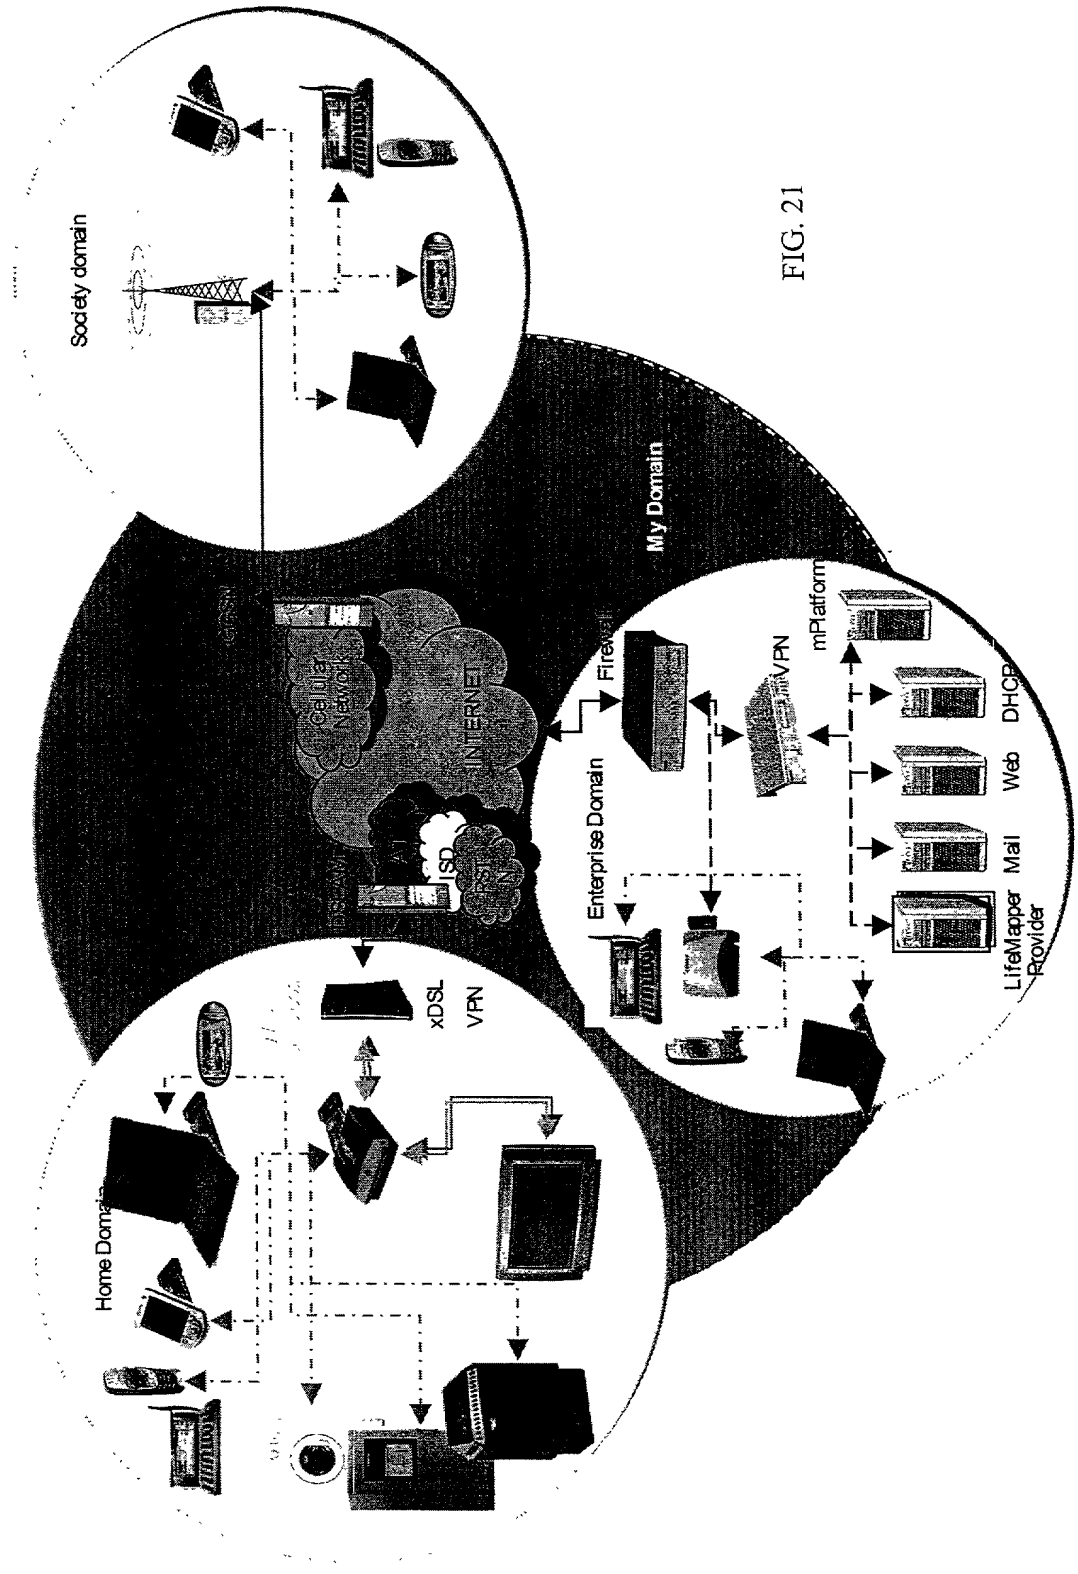 Home Domain
Society domain
xDSL
VPN
Cellular
Network
INTERNET
Enterprise Domain
My Domain
VPN
mPlatform
LifeMapper
Provider
Mail
Web
DHCP
FIG. 21